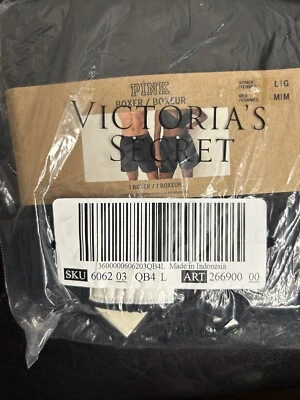 PINK
BOXER / BOXEUR
VICTORIA'S
SECRET
L|G
M|M
1 BOXER / 1 BOXEUR
3600000606203QB4L Made in Indonesia
SKU 6062 03 QB4 L ART 266900 00